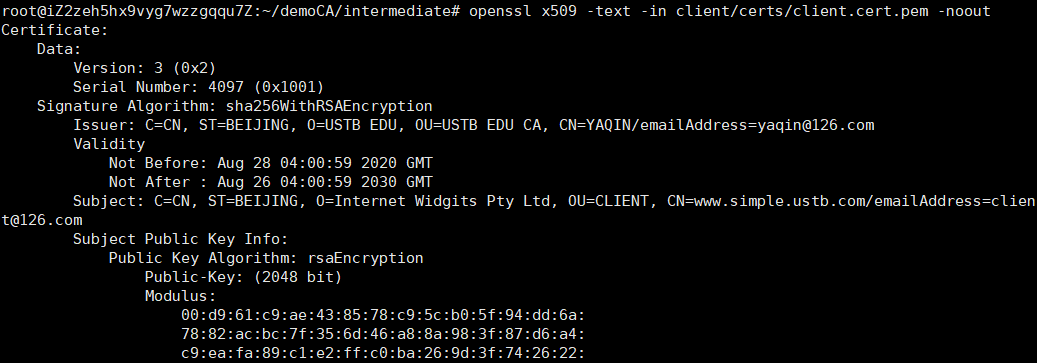 root@iZ2zeh5hx9vyg7wzzgqqu7Z:~/demoCA/intermediate# openssl x509 -text -in client/certs/client.cert.pem -noout
Certificate:
    Data:
        Version: 3 (0x2)
        Serial Number: 4097 (0x1001)
    Signature Algorithm: sha256WithRSAEncryption
        Issuer: C=CN, ST=BEIJING, O=USTB EDU, OU=USTB EDU CA, CN=YAQIN/emailAddress=yaqin@126.com
        Validity
            Not Before: Aug 28 04:00:59 2020 GMT
            Not After : Aug 26 04:00:59 2030 GMT
        Subject: C=CN, ST=BEIJING, O=Internet Widgits Pty Ltd, OU=CLIENT, CN=www.simple.ustb.com/emailAddress=clien
t@126.com
        Subject Public Key Info:
            Public Key Algorithm: rsaEncryption
                Public-Key: (2048 bit)
                Modulus:
                    00:d9:61:c9:ae:43:85:78:c9:5c:b0:5f:94:dd:6a:
                    78:82:ac:bc:7f:35:6d:46:a8:8a:98:3f:87:d6:a4:
                    c9:ea:fa:89:c1:e2:ff:c0:ba:26:9d:3f:74:26:22: